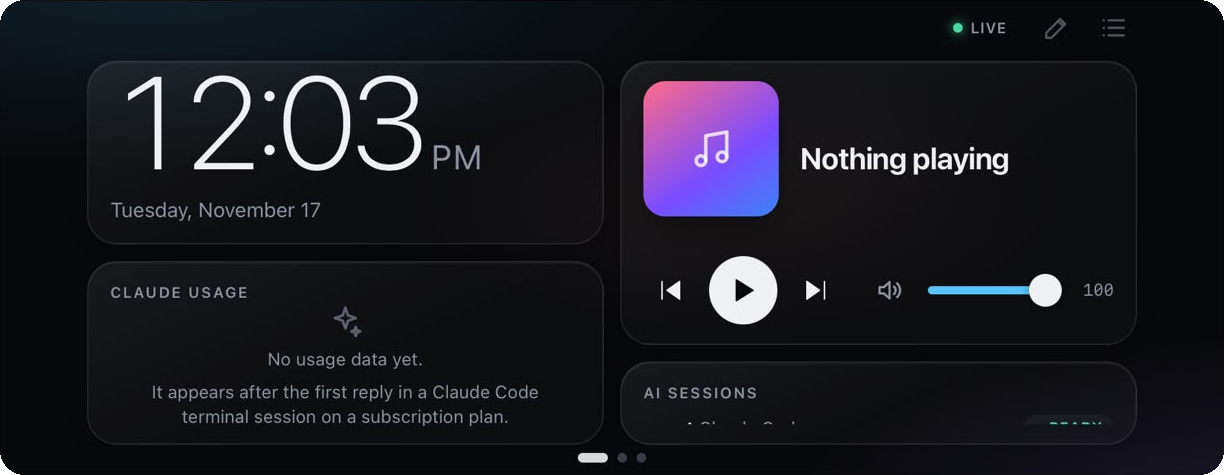 LIVE
12:03 PM
Tuesday, November 17
Nothing playing
100
CLAUDE USAGE
No usage data yet.
It appears after the first reply in a Claude Code
terminal session on a subscription plan.
AI SESSIONS